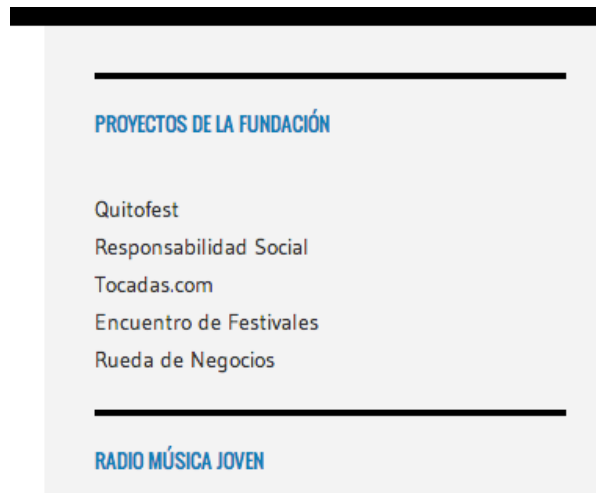 PROYECTOS DE LA FUNDACIÓN
Quitofest
Responsabilidad Social
Tocadas.com
Encuentro de Festivales
Rueda de Negocios
RADIO MÚSICA JOVEN